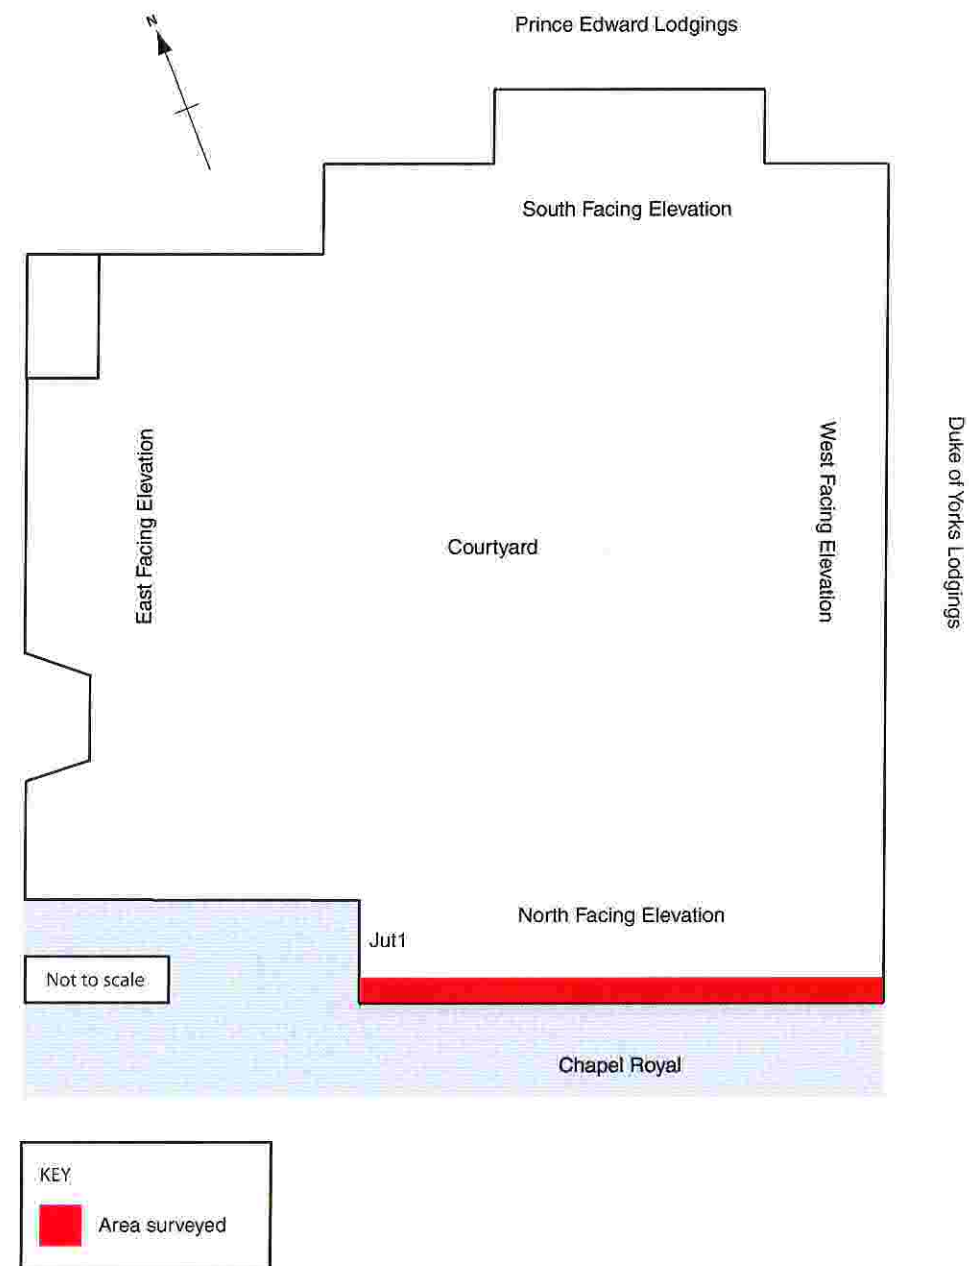 N
Prince Edward Lodgings
South Facing Elevation
East Facing Elevation
Courtyard
West Facing Elevation
Duke of Yorks Lodgings
North Facing Elevation
Jut1
Not to scale
Chapel Royal
KEY
Area surveyed